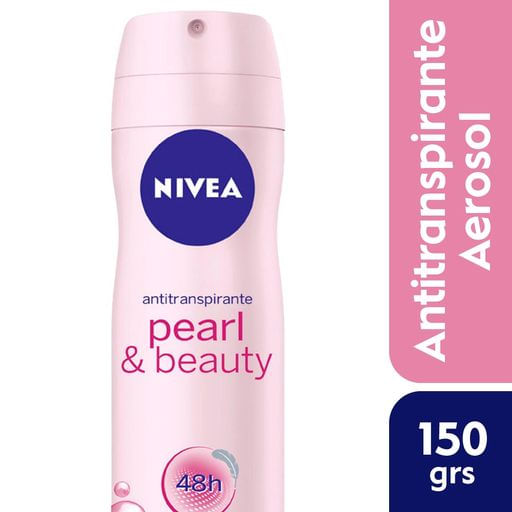 NIVEA
antitranspirante
pearl
& beauty
48h
Antitranspirante
Aerosol
150
grs